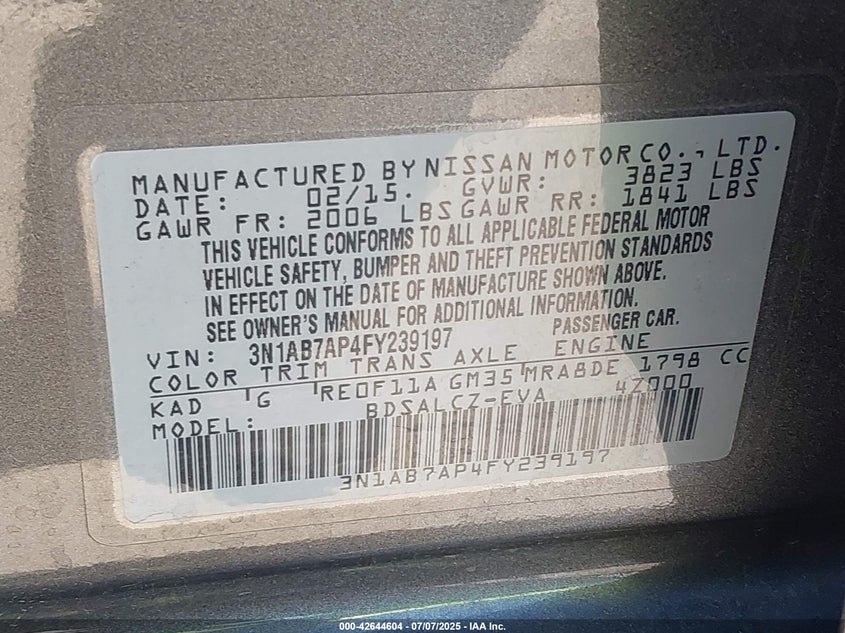 MANUFACTURED BY NISSAN MOTOR CO., LTD.
DATE: 02/15. GVWR: 3823 LBS
GAWR FR: 2006 LBS GAWR RR: 1841 LBS
THIS VEHICLE CONFORMS TO ALL APPLICABLE FEDERAL MOTOR
VEHICLE SAFETY, BUMPER AND THEFT PREVENTION STANDARDS
IN EFFECT ON THE DATE OF MANUFACTURE SHOWN ABOVE.
SEE OWNER'S MANUAL FOR ADDITIONAL INFORMATION.
VIN: 3N1AB7AP4FY239197 PASSENGER CAR.
COLOR TRIM TRANS AXLE ENGINE
KAD G RE0F11A GM35 MRA8DE 1798 CC
MODEL: BDSALCZ-EVA 4Z000
3N1AB7AP4FY239197
000-42644604 | 07/07/2025 - IAA Inc.